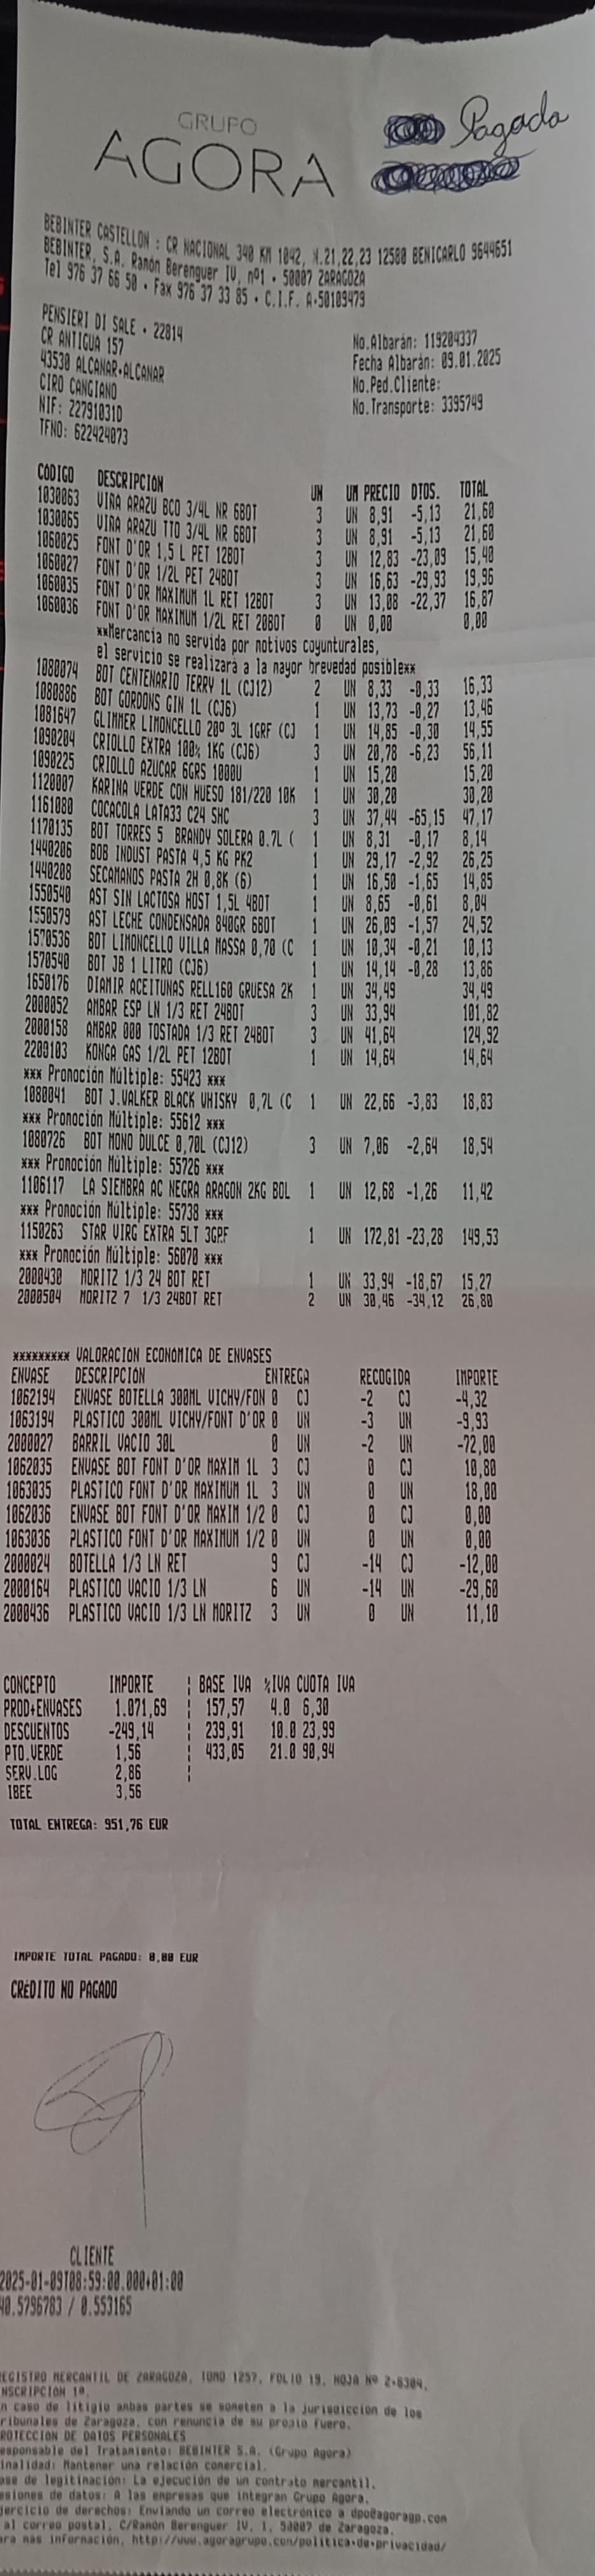 GRUPO
AGORA
Pagada
BEBINTER CASTELLON : CR NACIONAL 340 KM 1042, N.21,22,23 12580 BENICARLO 9644651
BEBINTER, S.A. Ramón Berenguer IV, nº1 - 50007 ZARAGOZA
Tel 976 37 66 50 - Fax 976 37 33 85 - C.I.F. A-50109479
PENSIERI DI SALE - 22814
CR ANTIGUA 157
43530 ALCANAR-ALCANAR
CIRO CANGIANO
NIF: 22791031D
TFNO: 622424073
No.Albarán: 119204337
Fecha Albarán: 09.01.2025
No.Ped.Cliente:
No.Transporte: 3395749
CODIGO DESCRIPCION UN UM PRECIO DTOS. TOTAL
1030063 VIÑA ARAZU BCO 3/4L NR 6BOT 3 UN 8,91 -5,13 21,60
1030065 VIÑA ARAZU TTO 3/4L NR 6BOT 3 UN 8,91 -5,13 21,60
1060025 FONT D'OR 1,5 L PET 12BOT 3 UN 12,83 -23,09 15,40
1060027 FONT D'OR 1/2L PET 24BOT 3 UN 16,63 -29,93 19,96
1060035 FONT D'OR MAXIMUM 1L RET 12BOT 3 UN 13,08 -22,37 16,87
1060036 FONT D'OR MAXIMUM 1/2L RET 20BOT 0 UN 0,00 0,00
**Mercancía no servida por motivos coyunturales,
el servicio se realizará a la mayor brevedad posible**
1080074 BOT CENTENARIO TERRY 1L (CJ12) 2 UN 8,33 -0,33 16,33
1080886 BOT GORDONS GIN 1L (CJ6) 1 UN 13,73 -0,27 13,46
1081647 GLIMMER LIMONCELLO 20º 3L 1GRF (CJ 1 UN 14,85 -0,30 14,55
1090204 CRIOLLO EXTRA 100% 1KG (CJ6) 3 UN 20,78 -6,23 56,11
1090225 CRIOLLO AZUCAR 6GRS 1000U 1 UN 15,20 15,20
1120007 KARINA VERDE CON HUESO 181/220 10K 1 UN 30,20 30,20
1161080 COCACOLA LATA33 C24 SHC 3 UN 37,44 -65,15 47,17
1170135 BOT TORRES 5 BRANDY SOLERA 0.7L ( 1 UN 8,31 -0,17 8,14
1440206 BOB INDUST PASTA 4,5 KG PK2 1 UN 29,17 -2,92 26,25
1440208 SECAMANOS PASTA 2H 0,8K (6) 1 UN 16,50 -1,65 14,85
1550540 AST SIN LACTOSA HOST 1,5L 4BOT 1 UN 8,65 -0,61 8,04
1550579 AST LECHE CONDENSADA 840GR 6BOT 1 UN 26,09 -1,57 24,52
1570536 BOT LIMONCELLO VILLA MASSA 0,70 (C 1 UN 10,34 -0,21 10,13
1570540 BOT JB 1 LITRO (CJ6) 1 UN 14,14 -0,28 13,86
1650176 DIAMIR ACEITUNAS RELL160 GRUESA 2K 1 UN 34,49 34,49
2000052 AMBAR ESP LN 1/3 RET 24BOT 3 UN 33,94 101,82
2000158 AMBAR 000 TOSTADA 1/3 RET 24BOT 3 UN 41,64 124,92
2209103 KONGA GAS 1/2L PET 12BOT 1 UN 14,64 14,64
*** Promoción Múltiple: 55423 ***
1080041 BOT J.WALKER BLACK WHISKY 0,7L (C 1 UN 22,66 -3,83 18,83
*** Promoción Múltiple: 55612 ***
1080726 BOT MONO DULCE 0,70L (CJ12) 3 UN 7,06 -2,64 18,54
*** Promoción Múltiple: 55726 ***
1106117 LA SIEMBRA AC NEGRA ARAGON 2KG BOL 1 UN 12,68 -1,26 11,42
*** Promoción Múltiple: 55738 ***
1150263 STAR VIRG EXTRA 5LT 3GPF 1 UN 172,81 -23,28 149,53
*** Promoción Múltiple: 56070 ***
2000430 MORITZ 1/3 24 BOT RET 1 UN 33,94 -18,67 15,27
2000504 MORITZ 7 1/3 24BOT RET 2 UN 30,46 -34,12 26,80
********* VALORACION ECONOMICA DE ENVASES
ENVASE DESCRIPCION ENTREGA RECOGIDA IMPORTE
1062194 ENVASE BOTELLA 300ML VICHY/FON 0 CJ -2 CJ -4,32
1063194 PLASTICO 300ML VICHY/FONT D'OR 0 UN -3 UN -9,93
2000027 BARRIL VACIO 30L 0 UN -2 UN -72,00
1062035 ENVASE BOT FONT D'OR MAXIM 1L 3 CJ 0 CJ 10,80
1063035 PLASTICO FONT D'OR MAXIMUM 1L 3 UN 0 UN 18,00
1062036 ENVASE BOT FONT D'OR MAXIM 1/2 0 CJ 0 CJ 0,00
1063036 PLASTICO FONT D'OR MAXIMUM 1/2 0 UN 0 UN 0,00
2000024 BOTELLA 1/3 LN RET 9 CJ -14 CJ -12,00
2000164 PLASTICO VACIO 1/3 LN 6 UN -14 UN -29,60
2000436 PLASTICO VACIO 1/3 LN MORITZ 3 UN 0 UN 11,10
CONCEPTO IMPORTE ¦ BASE IVA %IVA CUOTA IVA
PROD+ENVASES 1.071,69 ¦ 157,57 4.0 6,30
DESCUENTOS -249,14 ¦ 239,91 10.0 23,99
PTO.VERDE 1,56 ¦ 433,05 21.0 90,94
SERV.LOG 2,86 ¦
IBEE 3,56
TOTAL ENTREGA: 951,76 EUR
IMPORTE TOTAL PAGADO: 0,00 EUR
CREDITO NO PAGADO
CLIENTE
2025-01-09T08:59:00.000+01:00
40.5796783 / 0.553165
REGISTRO MERCANTIL DE ZARAGOZA, TOMO 1257, FOLIO 19, HOJA Nº Z-6384,
INSCRIPCION 1ª.
n caso de litigio ambas partes se someten a la jurisdiccion de los
ribunales de Zaragoza, con renuncia de su propio fuero.
ROTECCION DE DATOS PERSONALES
esponsable del Tratamiento: BEBINTER S.A. (Grupo Agora)
inalidad: Mantener una relación comercial.
ase de legitimación: La ejecución de un contrato mercantil.
esiones de datos: A las empresas que integran Grupo Agora.
jercicio de derechos: Enviando un correo electrónico a dpo@agoragp.com
al correo postal, C/Ramón Berenguer IV, 1, 50007 de Zaragoza.
ara mas información, http://www.agoragrupo.com/politica-de-privacidad/